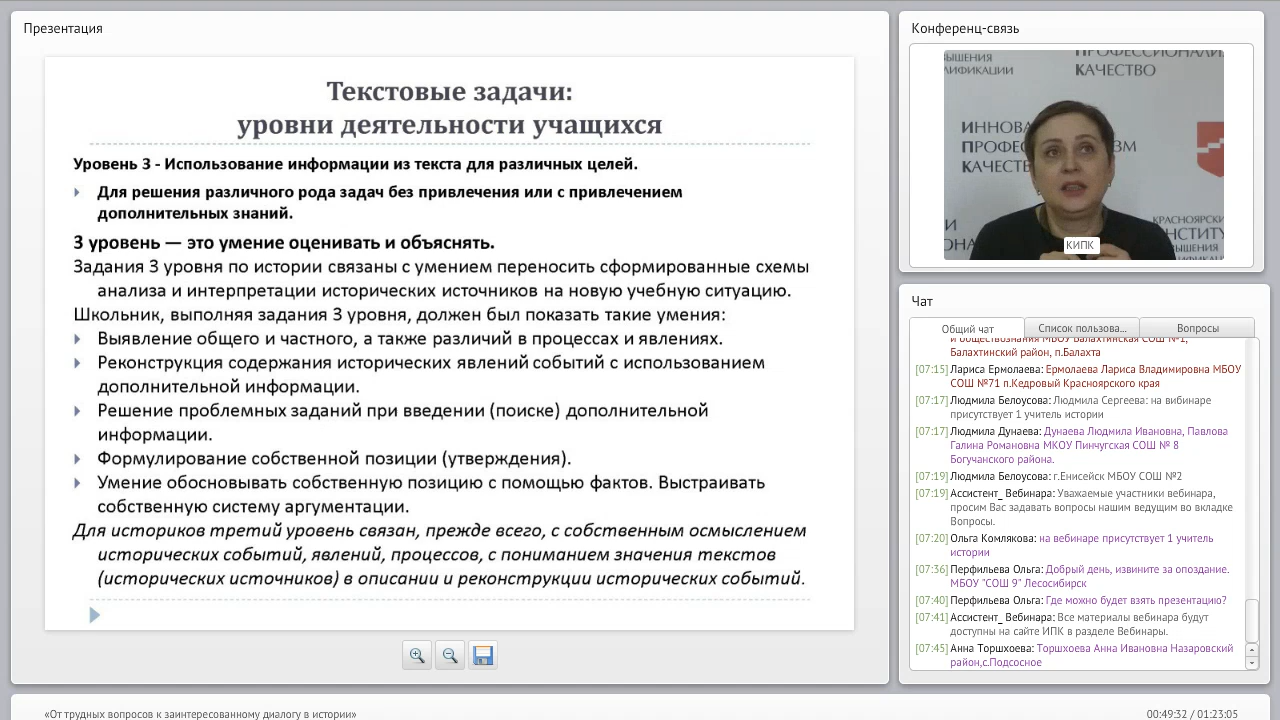 Презентация
Текстовые задачи:
уровни деятельности учащихся
Уровень 3 - Использование информации из текста для различных целей.
Для решения различного рода задач без привлечения или с привлечением
дополнительных знаний.
3 уровень — это умение оценивать и объяснять.
Задания 3 уровня по истории связаны с умением переносить сформированные схемы
анализа и интерпретации исторических источников на новую учебную ситуацию.
Школьник, выполняя задания 3 уровня, должен был показать такие умения:
Выявление общего и частного, а также различий в процессах и явлениях.
Реконструкция содержания исторических явлений событий с использованием
дополнительной информации.
Решение проблемных заданий при введении (поиске) дополнительной
информации.
Формулирование собственной позиции (утверждения).
Умение обосновывать собственную позицию с помощью фактов. Выстраивать
собственную систему аргументации.
Для историков третий уровень связан, прежде всего, с собственным осмыслением
исторических событий, явлений, процессов, с пониманием значения текстов
(исторических источников) в описании и реконструкции исторических событий.
Конференц-связь
КАЧЕСТВО
ИННОВА
КАЧЕСТВ
КРАСНОЯРСКИ
КИПК
Чат
Общий чат
Список пользова...
Вопросы
и обществознания МБОУ Балахтинская СОШ №1,
Балахтинский район, п.Балахта
[07:15] Лариса Ермолаева: Ермолаева Лариса Владимировна МБОУ
СОШ №71 п.Кедровый Красноярского края
[07:17] Людмила Белоусова: Людмила Сергеева: на вибинаре
присутствует 1 учитель истории
[07:17] Людмила Дунаева: Дунаева Людмила Ивановна, Павлова
Галина Романовна МКОУ Пинчугская СОШ № 8
Богучанского района.
[07:19] Людмила Белоусова: г.Енисейск МБОУ СОШ №2
[07:19] Ассистент_ Вебинара: Уважаемые участники вебинара,
просим Вас задавать вопросы нашим ведущим во вкладке
Вопросы.
[07:20] Ольга Комлякова: на вебинаре присутствует 1 учитель
истории
[07:36] Перфильева Ольга: Добрый день, извините за опоздание.
МБОУ "СОШ 9" Лесосибирск
[07:40] Перфильева Ольга: Где можно будет взять презентацию?
[07:41] Ассистент_ Вебинара: Все материалы вебинара будут
доступны на сайте ИПК в разделе Вебинары.
[07:45] Анна Торшхоева: Торшхоева Анна Ивановна Назаровский
район,с.Подсосное
«От трудных вопросов к заинтересованному диалогу в истории»
00:49:32 / 01:23:05